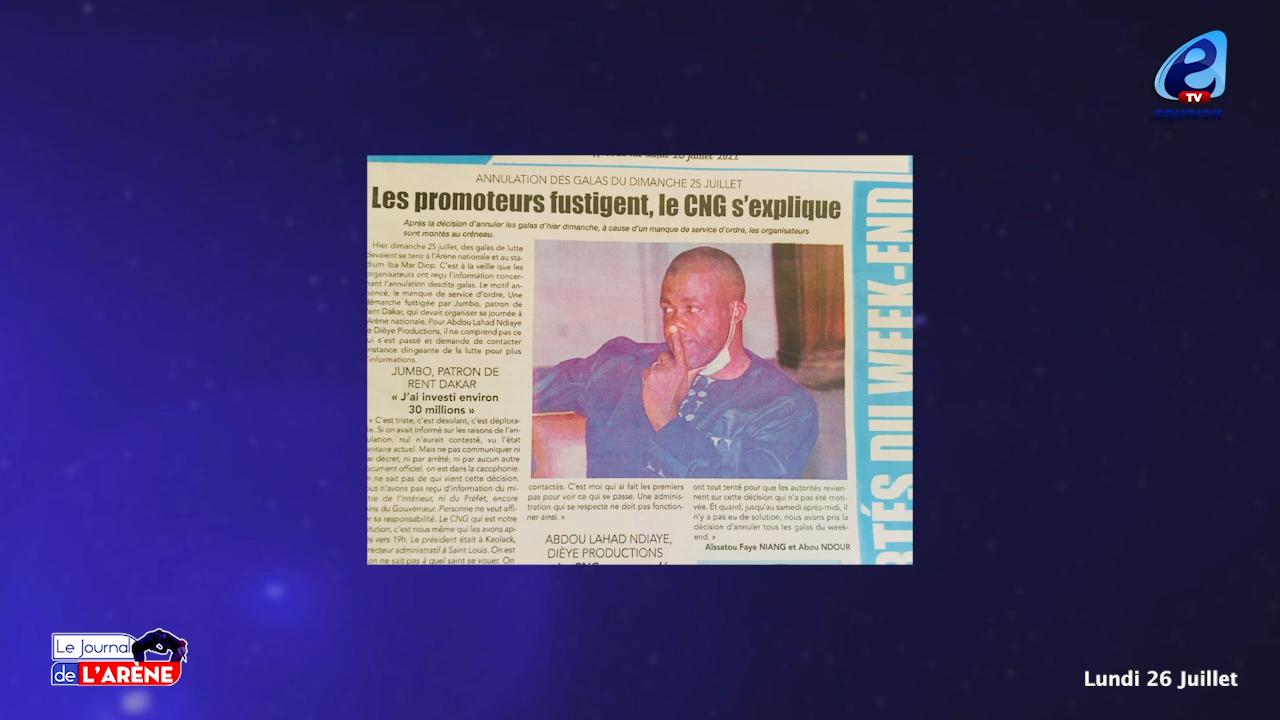 e
TV
EQUINOX
ANNULATION DES GALAS DU DIMANCHE 25 JUILLET
Les promoteurs fustigent, le CNG s'explique
Après la décision d'annuler les galas d'hier dimanche, à cause d'un manque de service d'ordre, les organisateurs
sont montés au créneau.
Hier dimanche 25 juillet, des galas de lutte
devaient se tenir à l'Arène nationale et au sta-
dium Iba Mar Diop. C'est à la veille que les
organisateurs ont reçu l'information concer-
nant l'annulation desdits galas. Le motif an-
noncé, le manque de service d'ordre. Une
démarche fustigée par Jumbo, patron de
Rent Dakar, qui devait organiser sa journée à
Arène nationale. Pour Abdou Lahad Ndiaye
e Dièye Productions, il ne comprend pas ce
ui s'est passé et demande de contacter
instance dirigeante de la lutte pour plus
'informations.
JUMBO, PATRON DE
RENT DAKAR
« J'ai investi environ
30 millions »
« C'est triste, c'est désolant, c'est déplora-
le. Si on avait informé sur les raisons de l'an-
ulation, nul n'aurait contesté, vu l'état
anitaire actuel. Mais ne pas communiquer ni
ar décret, ni par arrêté, ni par aucun autre
ocument officiel, on est dans la cacophonie.
n ne sait pas de qui vient cette décision.
ous n'avons pas reçu d'information du mi-
stre de l'Intérieur, ni du Préfet, encore
oins du Gouverneur. Personne ne veut affi-
r sa responsabilité. Le CNG qui est notre
itution, c'est nous même qui les avons ap-
s vers 19h. Le président était à Kaolack,
recteur administratif à Saint Louis. On est
on ne sait pas à quel saint se vouer. On
contactés. C'est moi qui ai fait les premiers
pas pour voir ce qui se passe. Une adminis-
tration qui se respecte ne doit pas fonction-
ner ainsi. »
ABDOU LAHAD NDIAYE,
DIÈYE PRODUCTIONS
ont tout tenté pour que les autorités revien-
nent sur cette décision qui n'a pas été moti-
vée. Et quand, jusqu'au samedi après-midi, il
n'y a pas eu de solution, nous avons pris la
décision d'annuler tous les galas du week-
end. »
Aïssatou Faye NIANG et Abou NDOUR
RTÉS DU WEEK-END
Le Journal
de L'ARÈNE
Lundi 26 Juillet